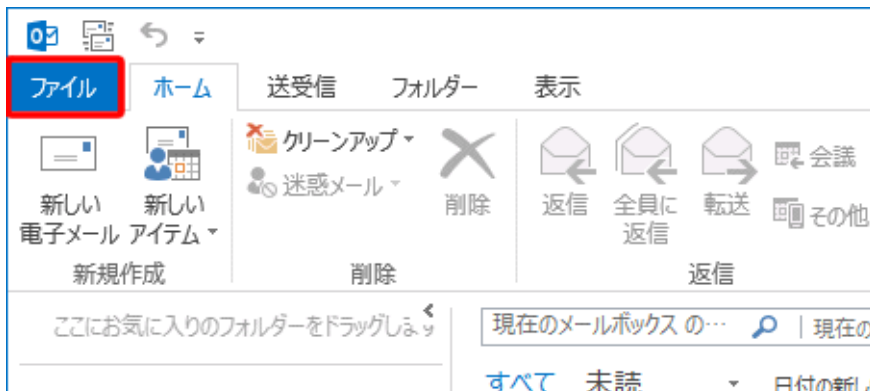 ファイル ホーム 送受信 フォルダー 表示
新しい
電子メール
新しい
アイテム
クリーンアップ
迷惑メール
削除
返信
全員に
返信
転送
会議
その他
新規作成 削除 返信
ここにお気に入りのフォルダーをドラッグしま
現在のメールボックス の… 現在の
すべて 未読 日付の新し